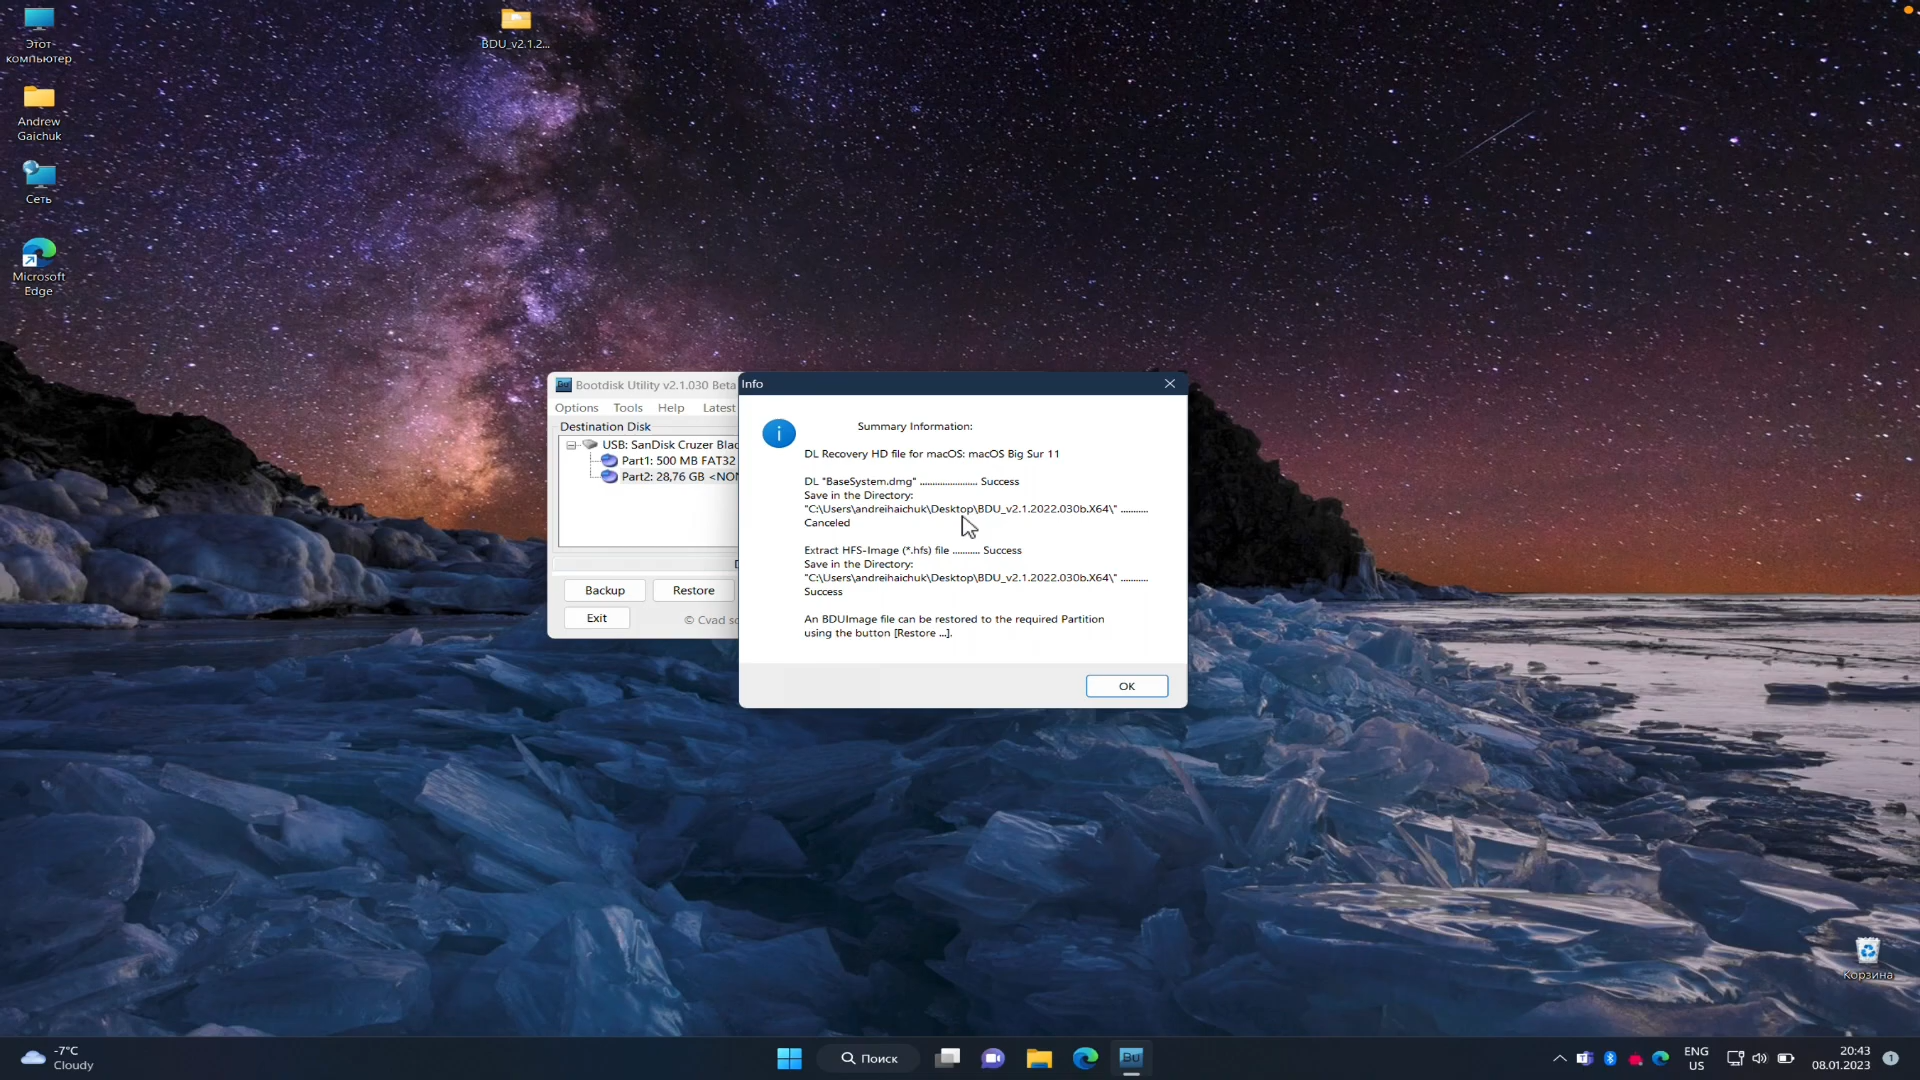 Этот
компьютер
BDU_v2.1.2...
Andrew
Gaichuk
Сеть
Microsoft
Edge
Bootdisk Utility v2.1.030 Beta
Options Tools Help Latest
Destination Disk
USB: SanDisk Cruzer Blad
Part1: 500 MB FAT32
Part2: 28,76 GB <NON
Backup Restore
Exit © Cvad so
Info
Summary Information:
DL Recovery HD file for macOS: macOS Big Sur 11
DL "BaseSystem.dmg" ....................... Success
Save in the Directory:
"C:\Users\andreihaichuk\Desktop\BDU_v2.1.2022.030b.X64\" ...........
Canceled
Extract HFS-Image (*.hfs) file ........... Success
Save in the Directory:
"C:\Users\andreihaichuk\Desktop\BDU_v2.1.2022.030b.X64\" ...........
Success
An BDUImage file can be restored to the required Partition
using the button [Restore ...].
OK
Корзина
-7°C
Cloudy
Поиск
Bu
ENG
US
20:43
08.01.2023
1